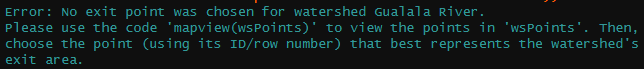 Error: No exit point was chosen for watershed Gualala River.
Please use the code 'mapview(wsPoints)' to view the points in 'wsPoints'. Then,
choose the point (using its ID/row number) that best represents the watershed's
exit area.